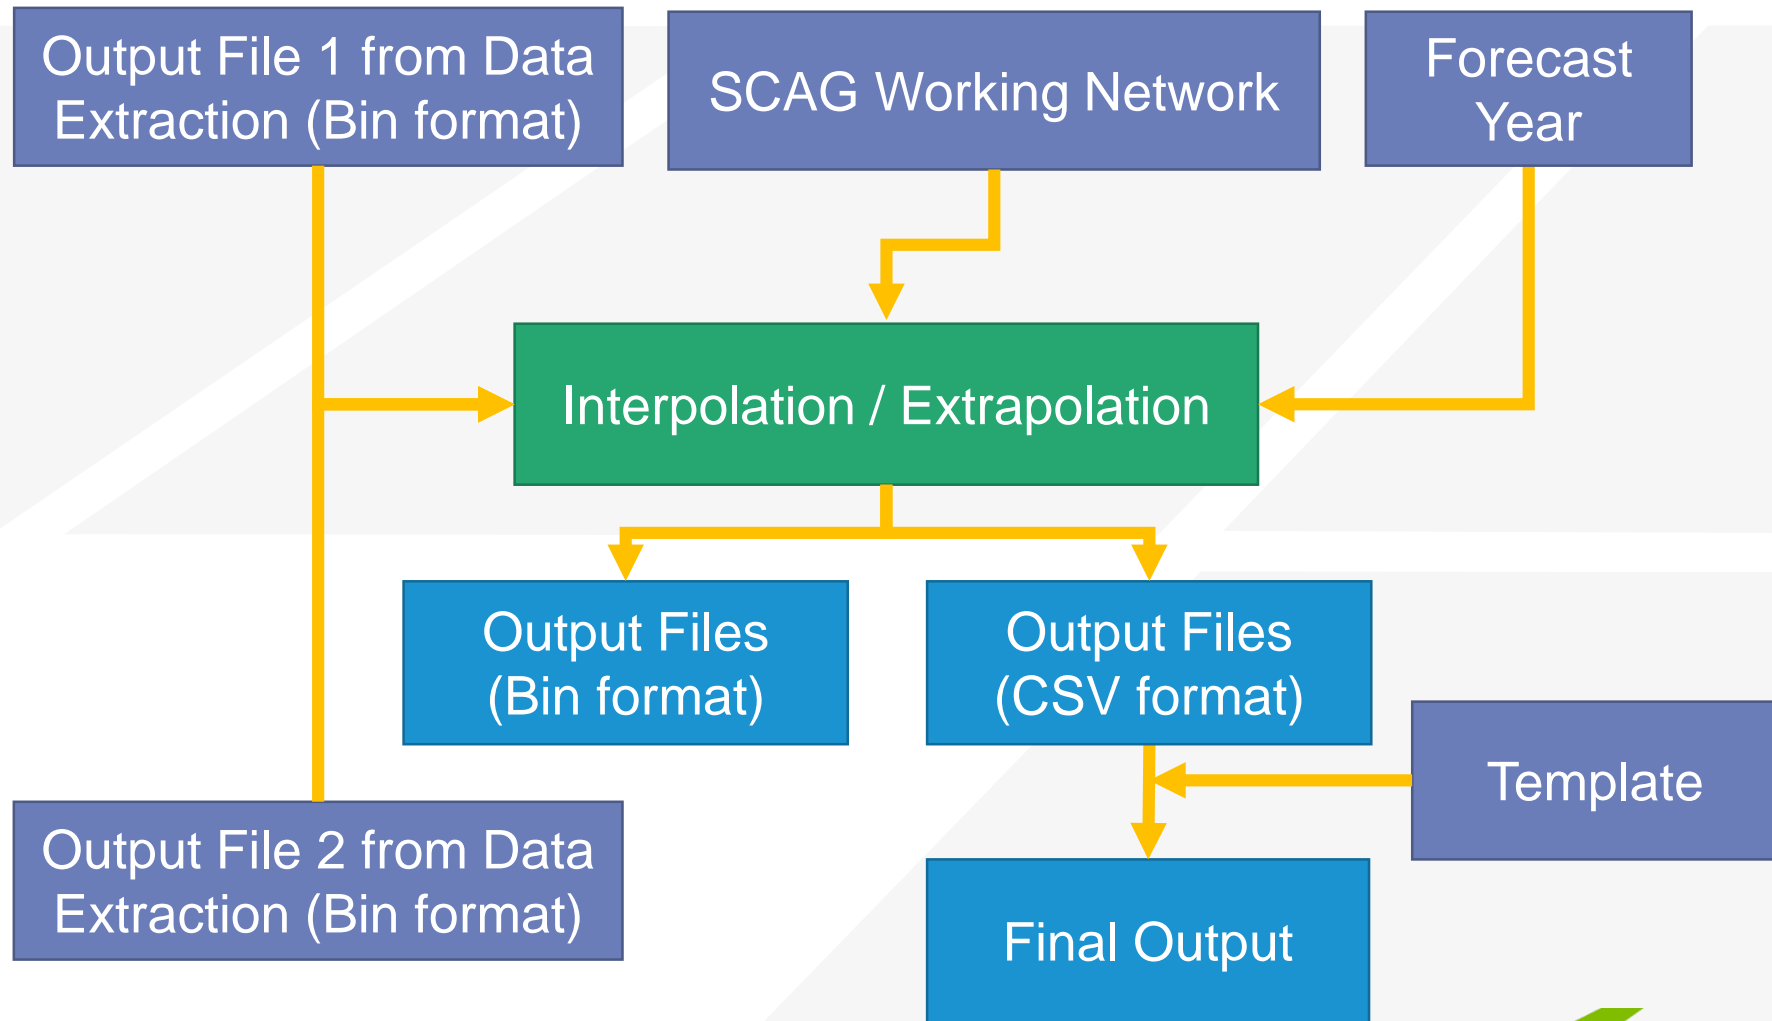 Output File 1 from Data
Extraction (Bin format)
SCAG Working Network
Forecast
Year
Interpolation / Extrapolation
Output Files
(Bin format)
Output Files
(CSV format)
Template
Output File 2 from Data
Extraction (Bin format)
Final Output